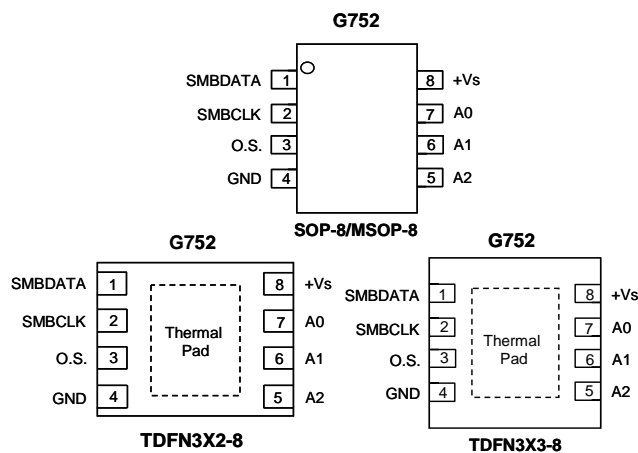 G752
SMBDATA 1 8 +Vs
SMBCLK 2 7 A0
O.S. 3 6 A1
GND 4 5 A2
SOP-8/MSOP-8
G752
SMBDATA 1 8 +Vs
SMBCLK 2 7 A0
Thermal
Pad
O.S. 3 6 A1
GND 4 5 A2
TDFN3X2-8
G752
SMBDATA 1 8 +Vs
SMBCLK 2 7 A0
Thermal
Pad
O.S. 3 6 A1
GND 4 5 A2
TDFN3X3-8